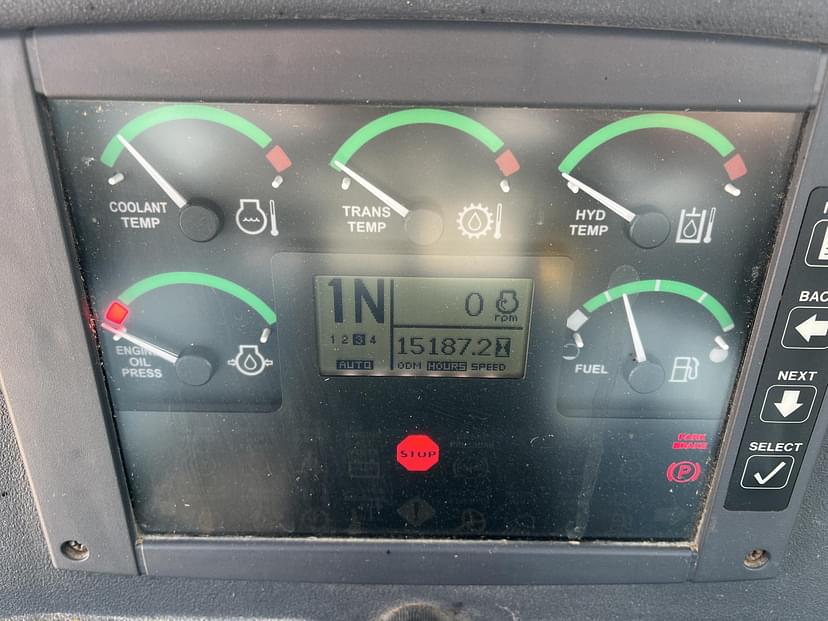 COOLANT
TEMP
TRANS
TEMP
HYD
TEMP
ENGINE
OIL
PRESS
1N
1 2 3 4
AUTO
0
rpm
15187.2
ODM HOURS SPEED
FUEL
STOP
PARK
BRAKE
P
NEXT
SELECT